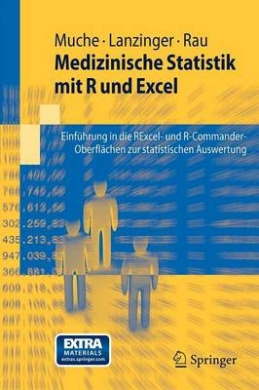 Muche · Lanzinger · Rau
Medizinische Statistik
mit R und Excel
Einführung in die RExcel- und R-Commander-
Oberflächen zur statistischen Auswertung
EXTRA
MATERIALS
extras.springer.com
Springer